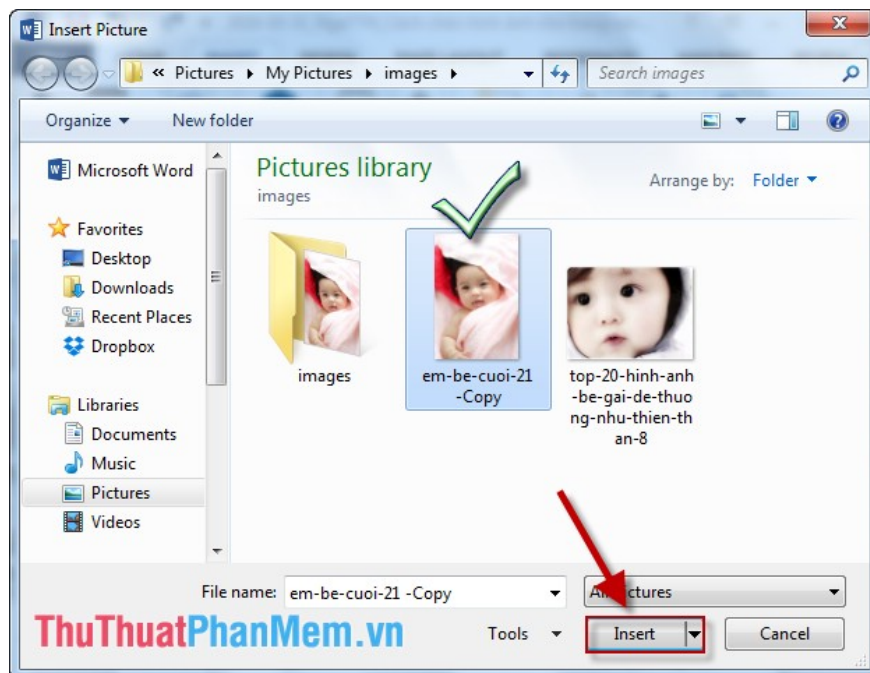 Insert Picture
« Pictures My Pictures images
Search images
Organize New folder
Microsoft Word
Favorites
Desktop
Downloads
Recent Places
Dropbox
Libraries
Documents
Music
Pictures
Videos
Pictures library
images
Arrange by: Folder
images
em-be-cuoi-21
-Copy
top-20-hinh-anh
-be-gai-de-thuo
ng-nhu-thien-th
an-8
File name: em-be-cuoi-21 -Copy
All Pictures
ThuThuatPhanMem.vn
Tools Insert Cancel